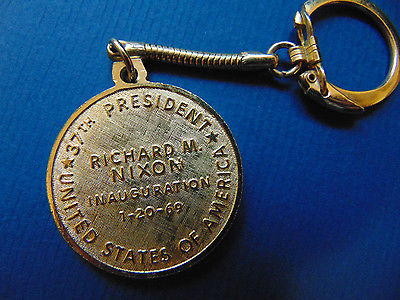 ★ 37TH PRESIDENT ★
RICHARD M.
NIXON
INAUGURATION
1-20-69
UNITED STATES OF AMERICA